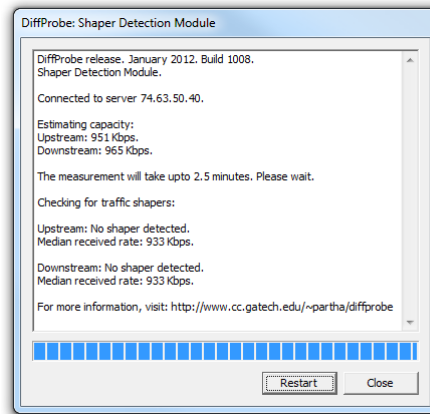 DiffProbe: Shaper Detection Module
DiffProbe release. January 2012. Build 1008.
Shaper Detection Module.
Connected to server 74.63.50.40.
Estimating capacity:
Upstream: 951 Kbps.
Downstream: 965 Kbps.
The measurement will take upto 2.5 minutes. Please wait.
Checking for traffic shapers:
Upstream: No shaper detected.
Median received rate: 933 Kbps.
Downstream: No shaper detected.
Median received rate: 933 Kbps.
For more information, visit: http://www.cc.gatech.edu/~partha/diffprobe
Restart
Close